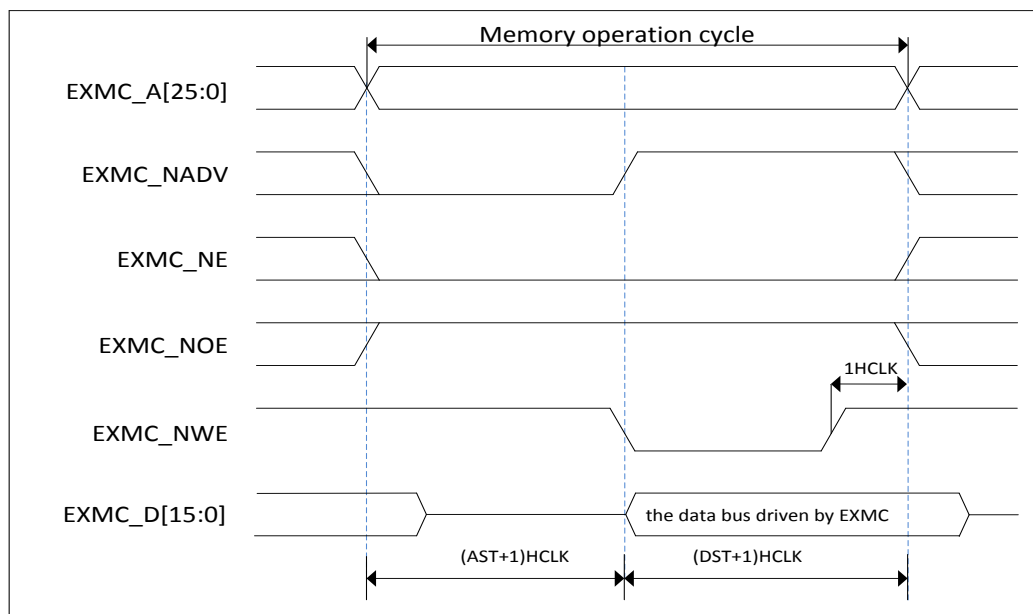 Memory operation cycle
EXMC_A[25:0]
EXMC_NADV
EXMC_NE
EXMC_NOE
1HCLK
EXMC_NWE
EXMC_D[15:0]
the data bus driven by EXMC
(AST+1)HCLK
(DST+1)HCLK